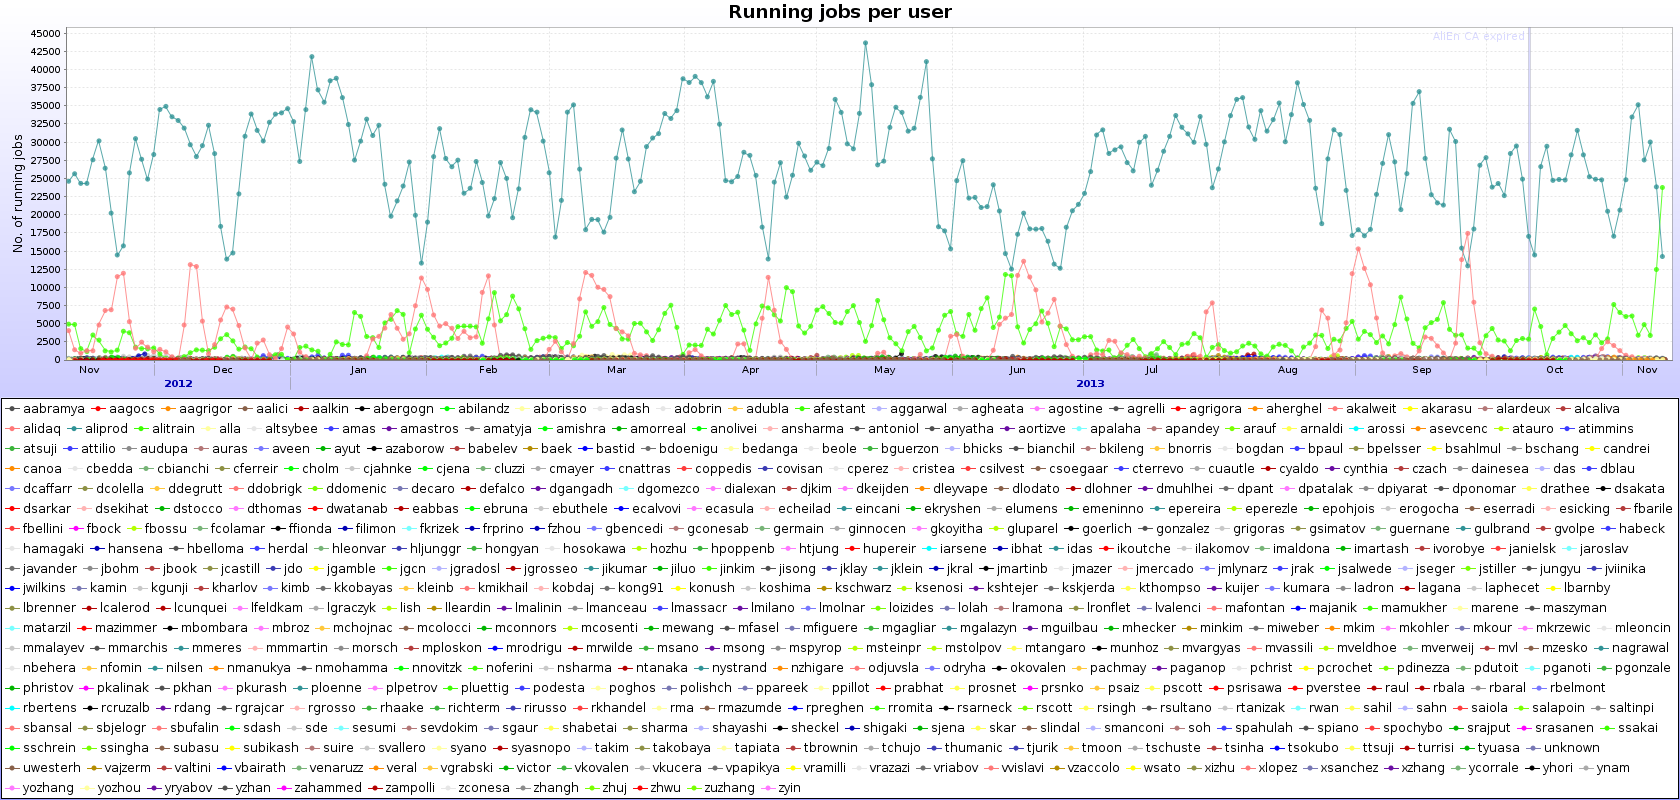 Running jobs per user
No. of running jobs
45000
42500
40000
37500
35000
32500
30000
27500
25000
22500
20000
17500
15000
12500
10000
7500
5000
2500
0
AliEn CA expired
Nov Dec Jan Feb Mar Apr May Jun Jul Aug Sep Oct Nov
2012 2013
aabramya aagocs aagrigor aalici aalkin abergogn abilandz aborisso adash adobrin adubla afestant aggarwal agheata agostine agrelli agrigora aherghel akalweit akarasu alardeux alcaliva
alidaq aliprod alitrain alla altsybee amas amastros amatyja amishra amorreal anolivei ansharma antoniol anyatha aortizve apalaha apandey arauf arnaldi arossi asevcenc atauro atimmins
atsuji attilio audupa auras aveen ayut azaborow babelev baek bastid bdoenigu bedanga beole bguerzon bhicks bianchil bkileng bnorris bogdan bpaul bpelsser bsahlmul bschang candrei
canoa cbedda cbianchi cferreir cholm cjahnke cjena cluzzi cmayer cnattras coppedis covisan cperez cristea csilvest csoegaar cterrevo cuautle cyaldo cynthia czach dainesea das dblau
dcaffarr dcolella ddegrutt ddobrigk ddomenic decaro defalco dgangadh dgomezco dialexan djkim dkeijden dleyvape dlodato dlohner dmuhlhei dpant dpatalak dpiyarat dponomar drathee dsakata
dsarkar dsekihat dstocco dthomas dwatanab eabbas ebruna ebuthele ecalvovi ecasula echeilad eincani ekryshen elumens emeninno epereira eperezle epohjois erogocha eserradi esicking fbarile
fbellini fbock fbossu fcolamar ffionda filimon fkrizek frprino fzhou gbencedi gconesab germain ginnocen gkoyitha gluparel goerlich gonzalez grigoras gsimatov guernane gulbrand gvolpe habeck
hamagaki hansena hbelloma herdal hleonvar hljunggr hongyan hosokawa hozhu hpoppenb htjung hupereir iarsene ibhat idas ikoutche ilakomov imaldona imartash ivorobye janielsk jaroslav
javander jbohm jbook jcastill jdo jgamble jgcn jgradosl jgrosseo jikumar jiluo jinkim jisong jklay jklein jkral jmartinb jmazer jmercado jmlynarz jrak jsalwede jseger jstiller jungyu jviinika
jwilkins kamin kgunji kharlov kimb kkobayas kleinb kmikhail kobdaj kong91 konush koshima kschwarz ksenosi kshtejer kskjerda kthompso kuijer kumara ladron lagana laphecet lbarnby
lbrenner lcalerod lcunquei lfeldkam lgraczyk lish lleardin lmalinin lmanceau lmassacr lmilano lmolnar loizides lolah lramona lronflet lvalenci mafontan majanik mamukher marene maszyman
matarzil mazimmer mbombara mbroz mchojnac mcolocci mconnors mcosenti mewang mfasel mfiguere mgagliar mgalazyn mguilbau mhecker minkim miweber mkim mkohler mkour mkrzewic mleoncin
mmalayev mmarchis mmeres mmmartin morsch mploskon mrodrigu mrwilde msano msong mspyrop msteinpr mstolpov mtangaro munhoz mvargyas mvassili mveldhoe mverweij mvl mzesko nagrawal
nbehera nfomin nilsen nmanukya nmohamma nnovitzk noferini nsharma ntanaka nystrand nzhigare odjuvsla odryha okovalen pachmay paganop pchrist pcrochet pdinezza pdutoit pganoti pgonzale
phristov pkalinak pkhan pkurash ploenne plpetrov pluettig podesta poghos polishch ppareek ppillot prabhat prosnet prsnko psaiz pscott psrisawa pverstee raul rbala rbaral rbelmont
rbertens rcruzalb rdang rgrajcar rgrosso rhaake richterm rirusso rkhandel rma rmazumde rpreghen rromita rsarneck rscott rsingh rsultano rtanizak rwan sahil sahn saiola salapoin saltinpi
sbansal sbjelogr sbufalin sdash sde sesumi sevdokim sgaur shabetai sharma shayashi sheckel shigaki sjena skar slindal smanconi soh spahulah spiano spochybo srajput srasanen ssakai
sschrein ssingha subasu subikash suire svallero syano syasnopo takim takobaya tapiata tbrownin tchujo thumanic tjurik tmoon tschuste tsinha tsokubo ttsuji turrisi tyuasa unknown
uwesterh vajzerm valtini vbairath venaruzz veral vgrabski victor vkovalen vkucera vpapikya vramilli vrazazi vriabov vvislavi vzaccolo wsato xizhu xlopez xsanchez xzhang ycorrale yhori ynam
yozhang yozhou yryabov yzhan zahammed zampolli zconesa zhangh zhuj zhwu zuzhang zyin